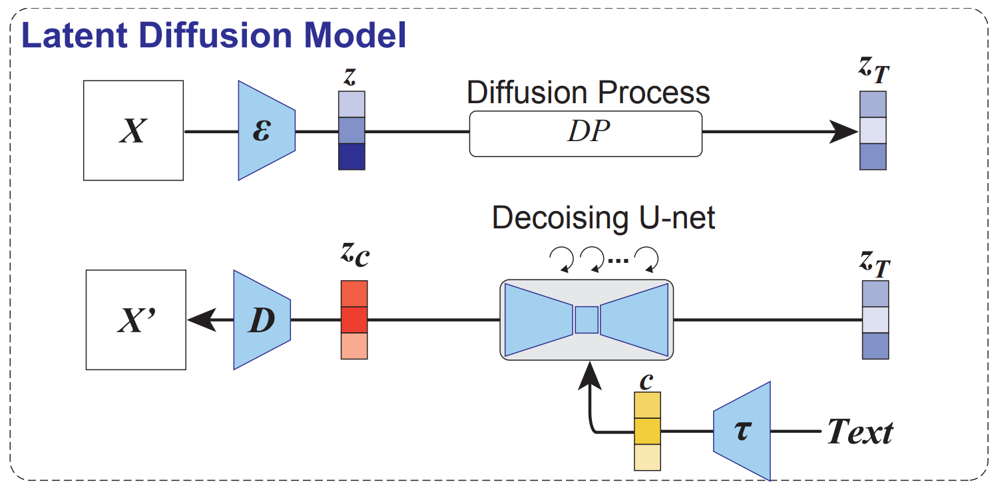 Latent Diffusion Model
X
ε
z
Diffusion Process
DP
z_T
Decoising U-net
...
X’
D
z_c
z_T
c
τ
Text